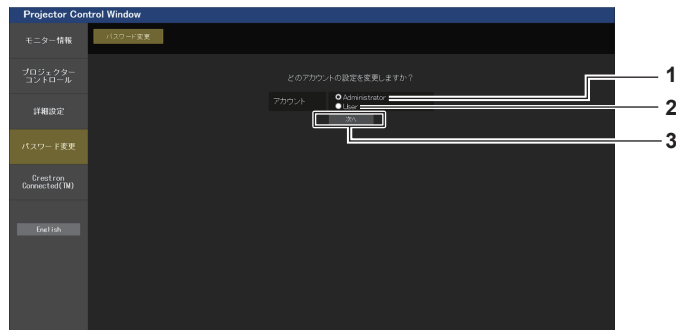 Projector Control Window
モニター情報
パスワード変更
プロジェクター
コントロール
どのアカウントの設定を変更しますか?
1
アカウント
Administrator
User
2
詳細設定
次へ
3
パスワード変更
Crestron
Connected(TM)
English